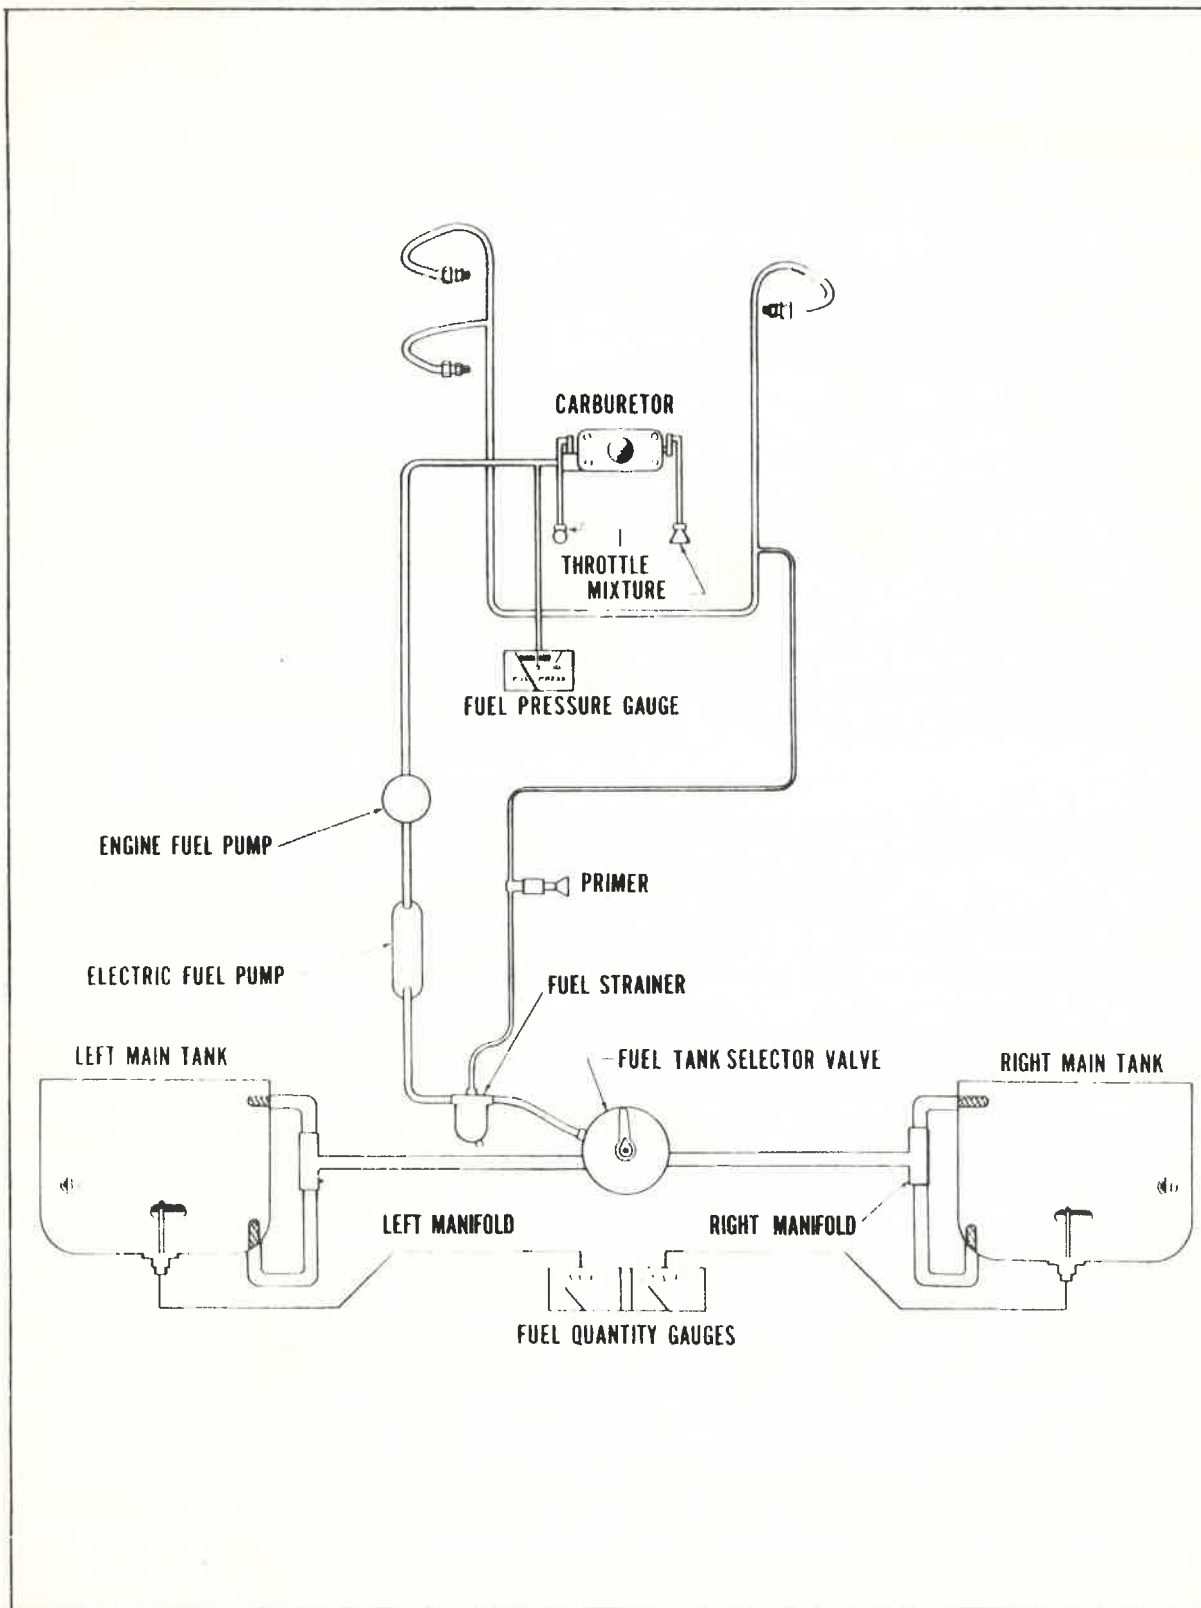 CARBURETOR
THROTTLE
MIXTURE
FUEL PRESSURE GAUGE
ENGINE FUEL PUMP
PRIMER
ELECTRIC FUEL PUMP
FUEL STRAINER
LEFT MAIN TANK
FUEL TANK SELECTOR VALVE
RIGHT MAIN TANK
LEFT MANIFOLD
RIGHT MANIFOLD
FUEL QUANTITY GAUGES